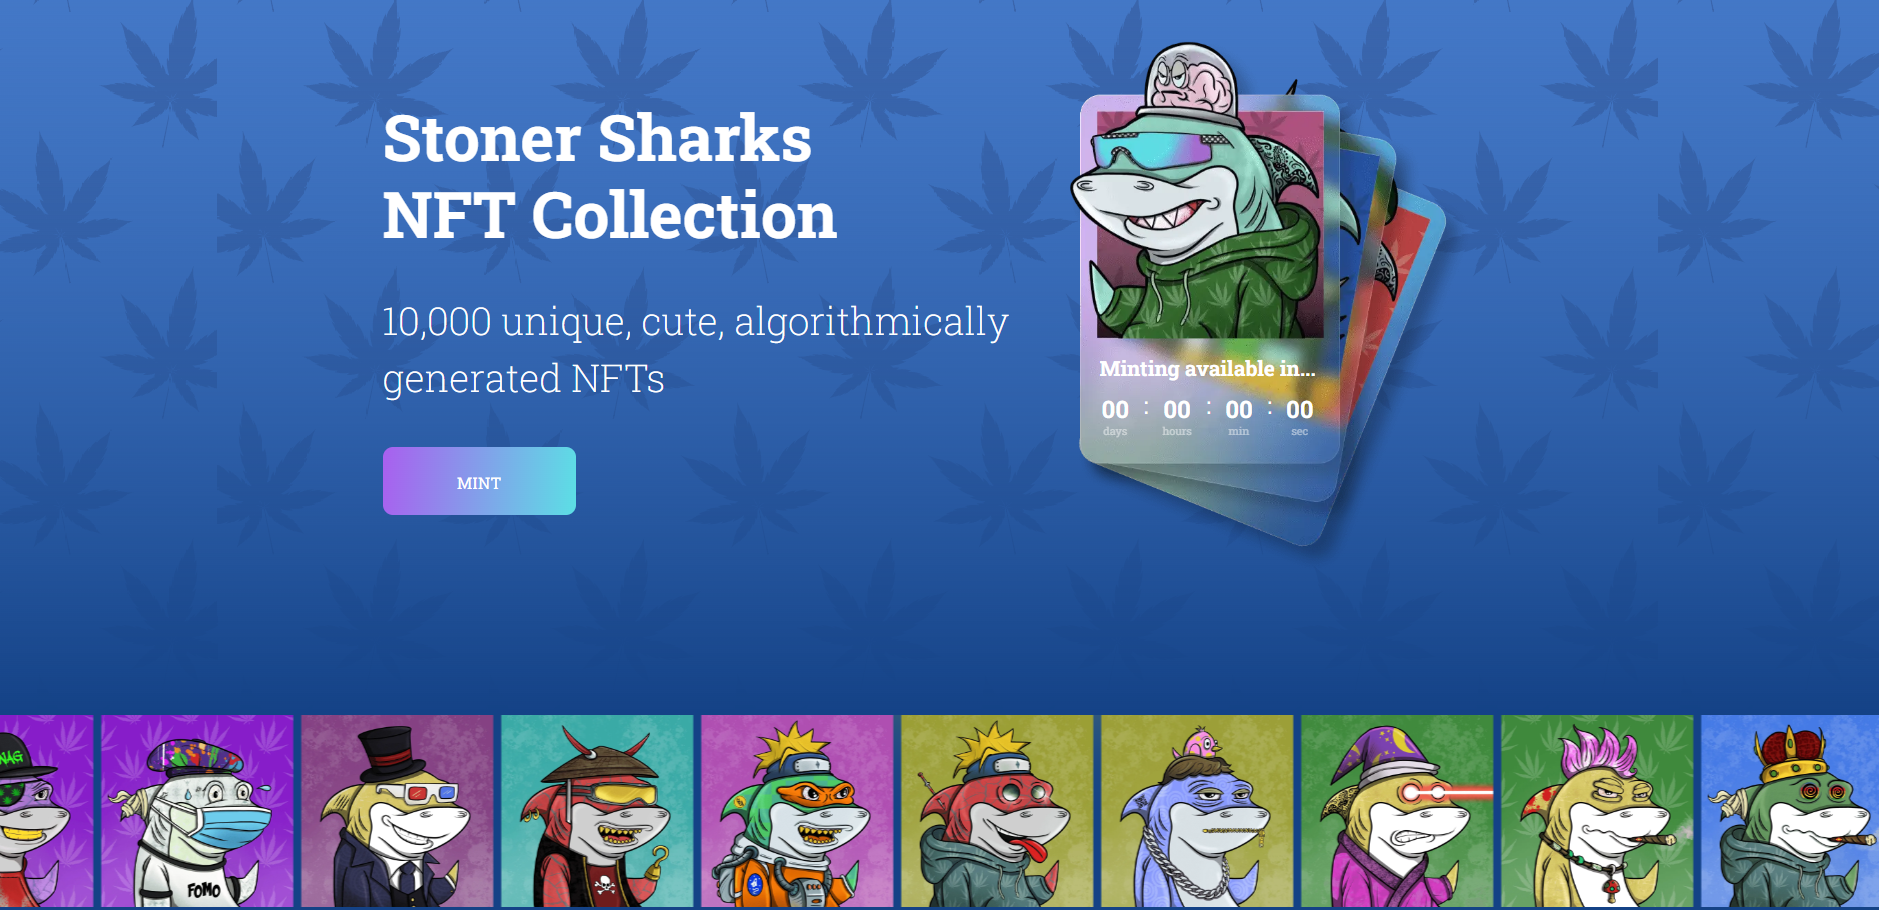 Stoner Sharks
NFT Collection
10,000 unique, cute, algorithmically
generated NFTs
MINT
Minting available in...
00 : 00 : 00 : 00
days hours min sec
FOMO